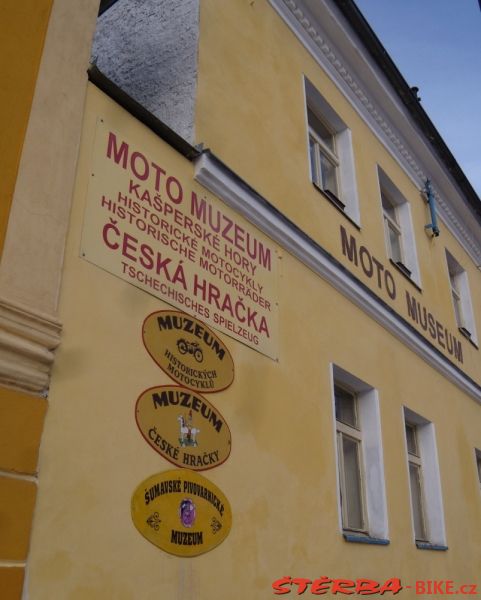 MOTO MUZEUM
KAŠPERSKÉ HORY
HISTORICKÉ MOTOCYKLY
HISTORISCHE MOTORRÄDER
ČESKÁ HRAČKA
TSCHECHISCHES SPIELZEUG
MOTO MUSEUM
MUZEUM
HISTORICKÝCH
MOTOCYKLŮ
MUZEUM
ČESKÉ HRAČKY
ŠUMAVSKÉ PIVOVARNICKÉ
MUZEUM
ŠTĚRBA-BIKE.cz